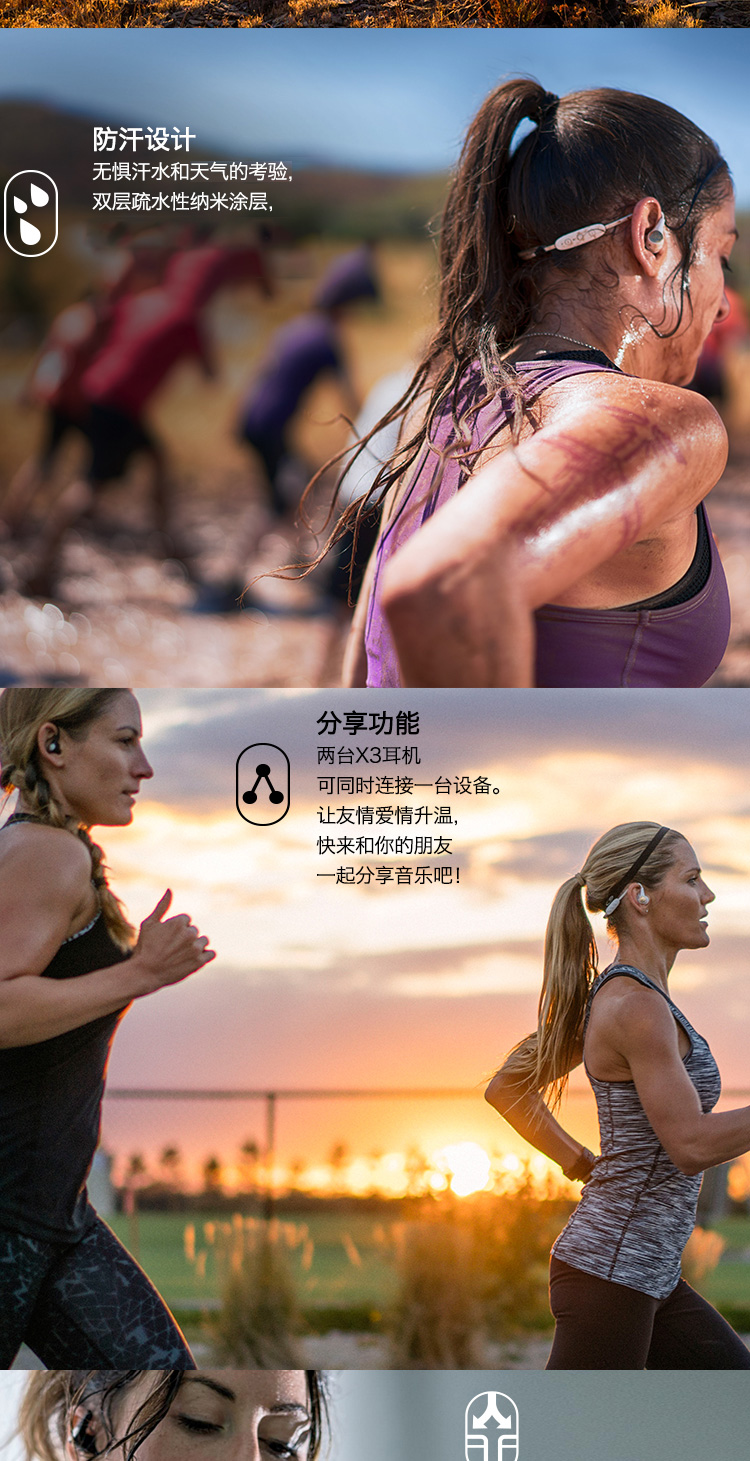 防汗设计
无惧汗水和天气的考验,
双层疏水性纳米涂层,
分享功能
两台X3耳机
可同时连接一台设备。
让友情爱情升温,
快来和你的朋友
一起分享音乐吧!